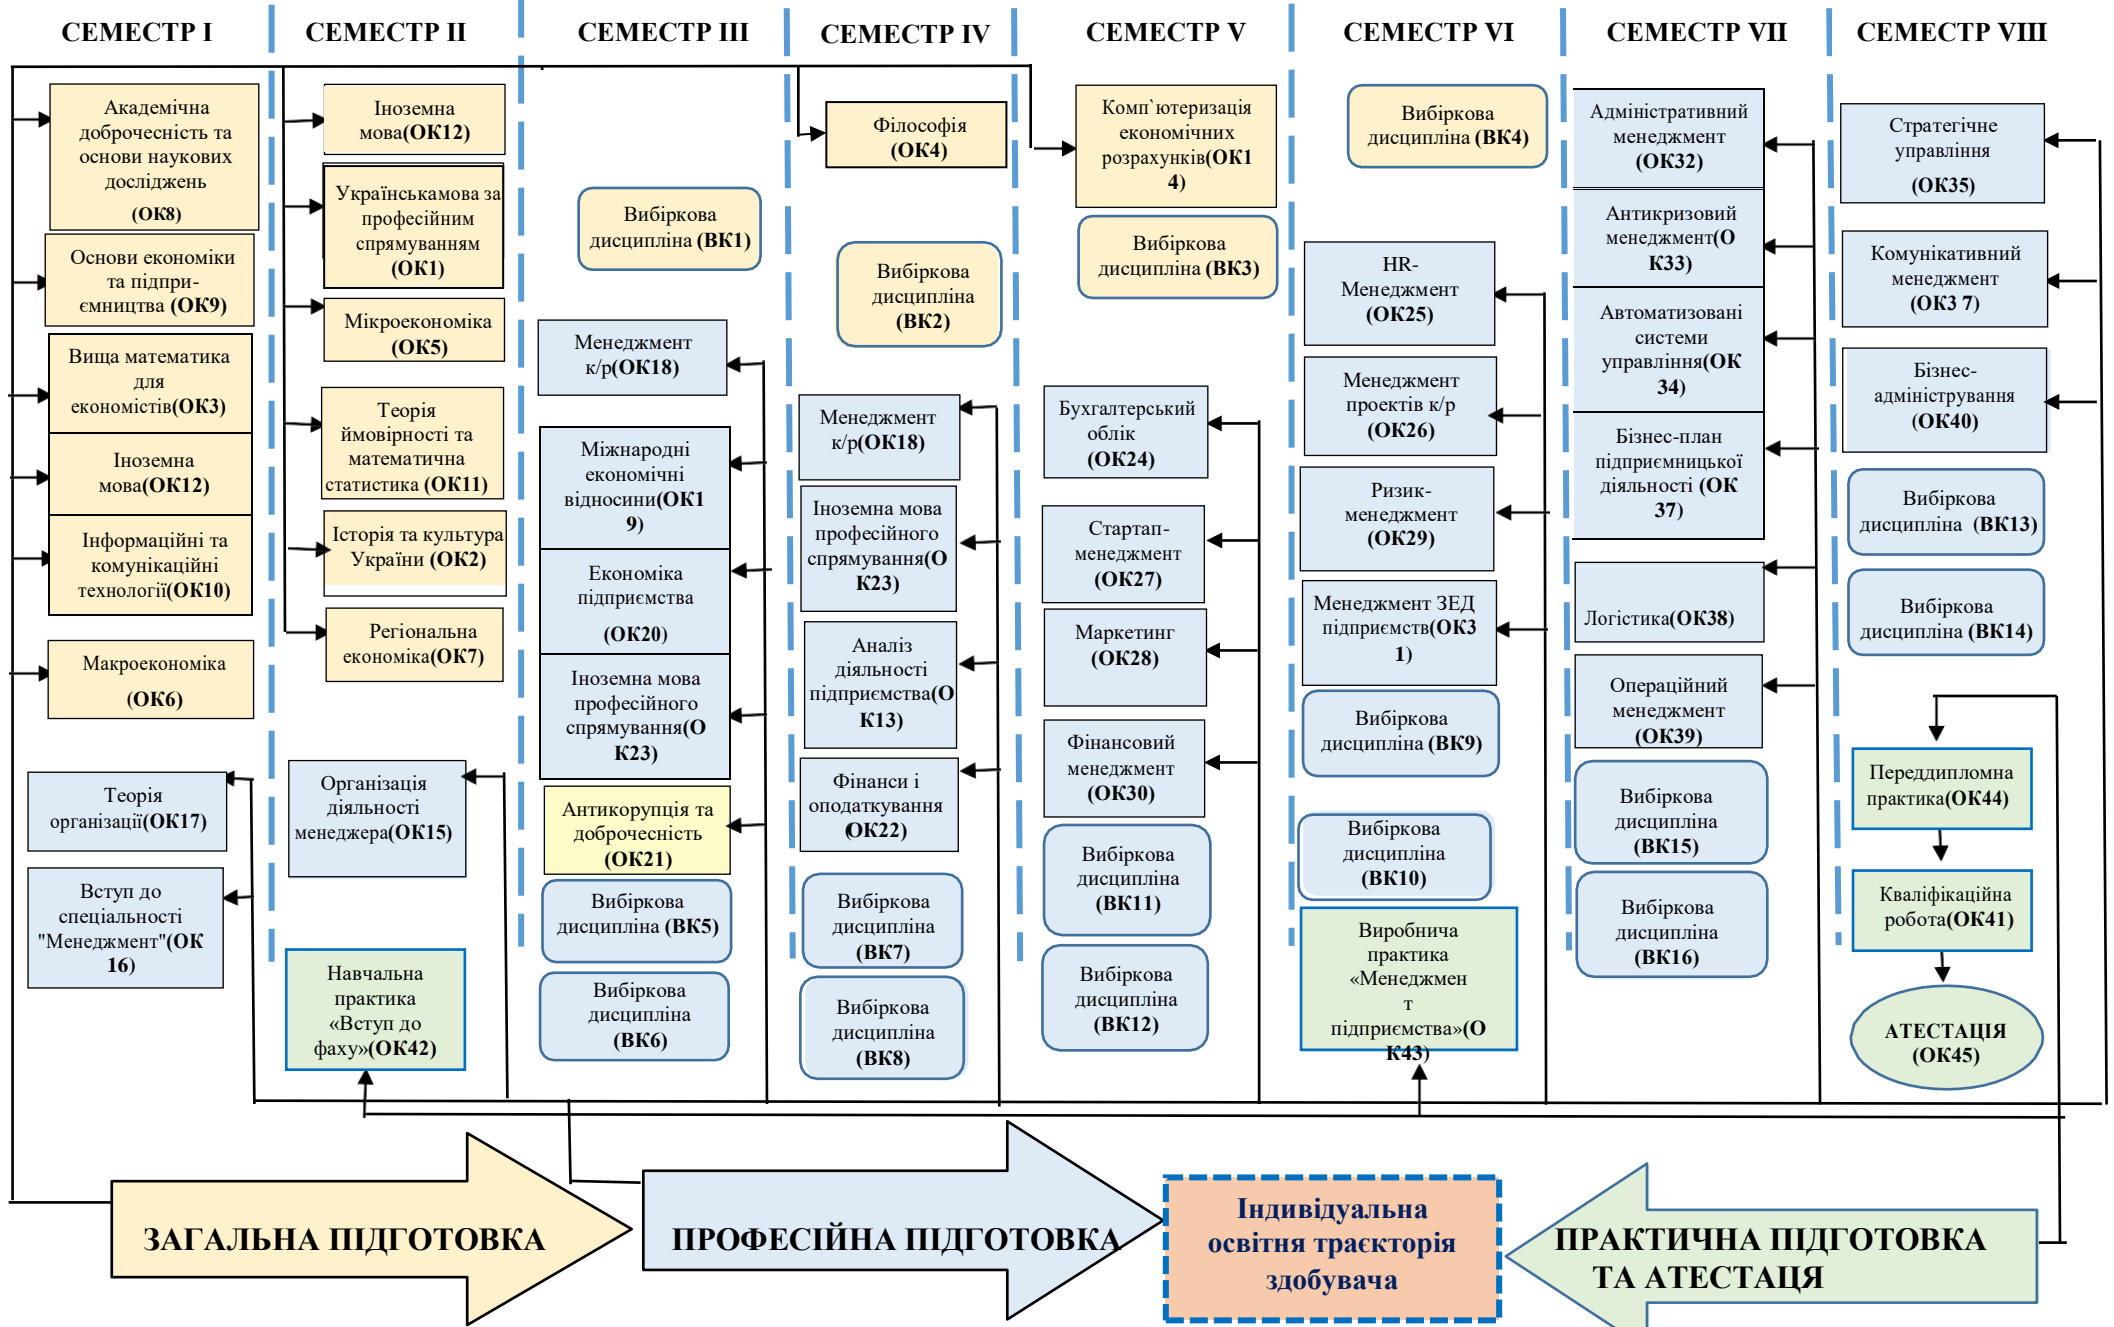 СЕМЕСТР I
СЕМЕСТР II
СЕМЕСТР III
СЕМЕСТР IV
СЕМЕСТР V
СЕМЕСТР VI
СЕМЕСТР VII
СЕМЕСТР VIII
Академічна
доброчесність та
основи наукових
досліджень
(ОК8)
Основи економіки
та підпри-
ємництва (ОК9)
Вища математика
для
економістів(ОК3)
Іноземна
мова(ОК12)
Інформаційні та
комунікаційні
технології(ОК10)
Макроекономіка
(ОК6)
Теорія
організації(ОК17)
Вступ до
спеціальності
"Менеджмент"(ОК
16)
Іноземна
мова(ОК12)
Українськамова за
професійним
спрямуванням
(ОК1)
Мікроекономіка
(ОК5)
Теорія
ймовірності та
математична
статистика (ОК11)
Історія та культура
України (ОК2)
Регіональна
економіка(ОК7)
Організація
діяльності
менеджера(ОК15)
Навчальна
практика
«Вступ до
фаху»(ОК42)
Вибіркова
дисципліна (ВК1)
Менеджмент
к/р(ОК18)
Міжнародні
економічні
відносини(ОК1
9)
Економіка
підприємства
(ОК20)
Іноземна мова
професійного
спрямування(О
К23)
Антикорупція та
доброчесність
(ОК21)
Вибіркова
дисципліна (ВК5)
Вибіркова
дисципліна
(ВК6)
Філософія
(ОК4)
Вибіркова
дисципліна
(ВК2)
Менеджмент
к/р(ОК18)
Іноземна мова
професійного
спрямування(О
К23)
Аналіз
діяльності
підприємства(О
К13)
Фінанси і
оподаткування
(ОК22)
Вибіркова
дисципліна
(ВК7)
Вибіркова
дисципліна
(ВК8)
Комп`ютеризація
економічних
розрахунків(ОК1
4)
Вибіркова
дисципліна (ВК3)
Бухгалтерський
облік
(ОК24)
Стартап-
менеджмент
(ОК27)
Маркетинг
(ОК28)
Фінансовий
менеджмент
(ОК30)
Вибіркова
дисципліна
(ВК11)
Вибіркова
дисципліна
(ВК12)
Вибіркова
дисципліна (ВК4)
HR-
Менеджмент
(ОК25)
Менеджмент
проектів к/р
(ОК26)
Ризик-
менеджмент
(ОК29)
Менеджмент ЗЕД
підприємств(ОК3
1)
Вибіркова
дисципліна (ВК9)
Вибіркова
дисципліна
(ВК10)
Виробнича
практика
«Менеджмен
т
підприємства»(О
К43)
Адміністративний
менеджмент
(ОК32)
Антикризовий
менеджмент(О
К33)
Автоматизовані
системи
управління(ОК
34)
Бізнес-план
підприємницької
діяльності (ОК
37)
Логістика(ОК38)
Операційний
менеджмент
(ОК39)
Вибіркова
дисципліна
(ВК15)
Вибіркова
дисципліна
(ВК16)
Стратегічне
управління
(ОК35)
Комунікативний
менеджмент
(ОК3 7)
Бізнес-
адміністрування
(ОК40)
Вибіркова
дисципліна (ВК13)
Вибіркова
дисципліна (ВК14)
Переддипломна
практика(ОК44)
Кваліфікаційна
робота(ОК41)
АТЕСТАЦІЯ
(ОК45)
ЗАГАЛЬНА ПІДГОТОВКА
ПРОФЕСІЙНА ПІДГОТОВКА
Індивідуальна
освітня траєкторія
здобувача
ПРАКТИЧНА ПІДГОТОВКА
ТА АТЕСТАЦЯ